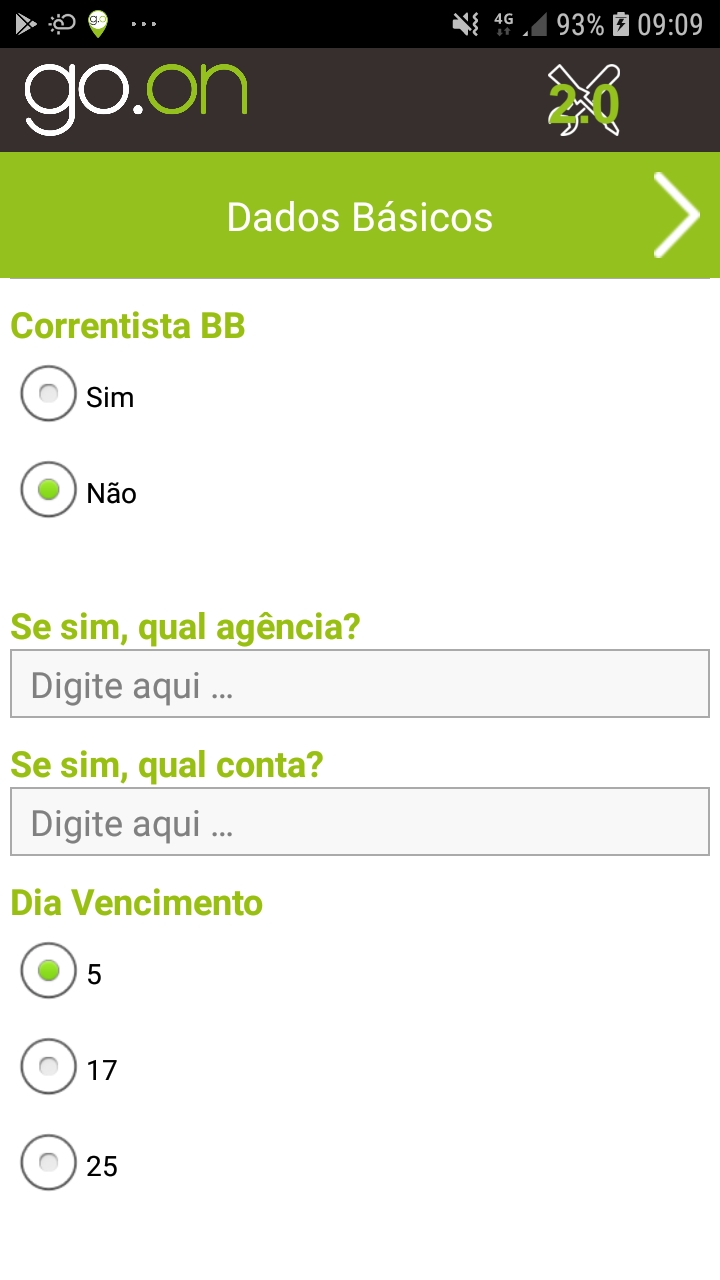 4G 93% 09:09
go.on
2.0
Dados Básicos
Correntista BB
Sim
Não
Se sim, qual agência?
Digite aqui ...
Se sim, qual conta?
Digite aqui ...
Dia Vencimento
5
17
25